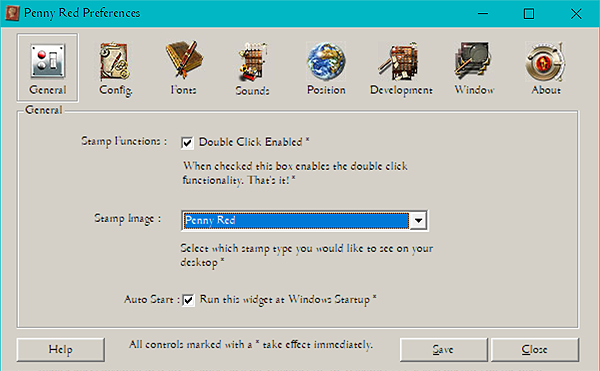 Penny Red Preferences
General Config. Fonts Sounds Position Development Window About
General
Stamp Functions : Double Click Enabled *
When checked this box enables the double click
functionality. That's it! *
Stamp Image : Penny Red
Select which stamp type you would like to see on your
desktop *
Auto Start : Run this widget at Windows Startup *
Help All controls marked with a * take effect immediately. Save Close